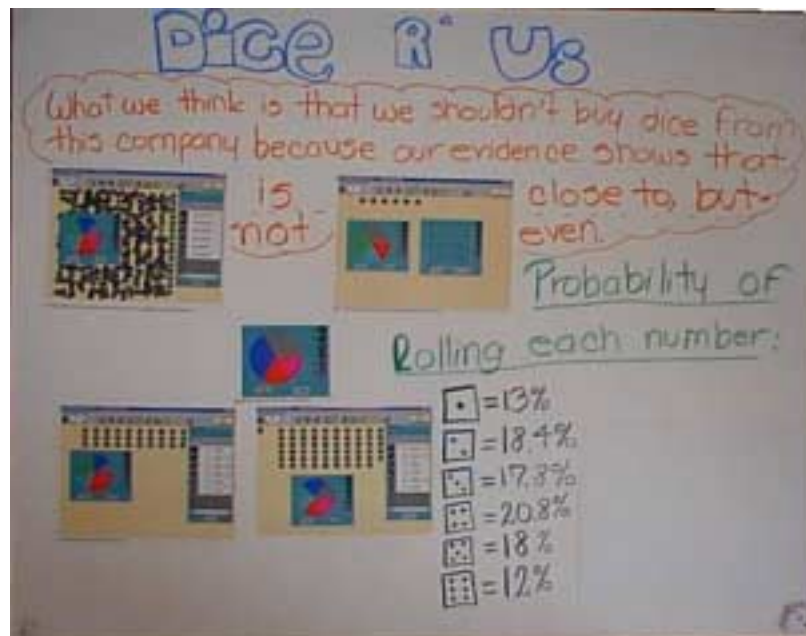 Dice R' Us
What we think is that we shouldn't buy dice from
this company because our evidence shows that
is close to, but
not even.
Probability of
Rolling each number:
=13%
=18.4%
=17.8%
=20.8%
=18%
=12%